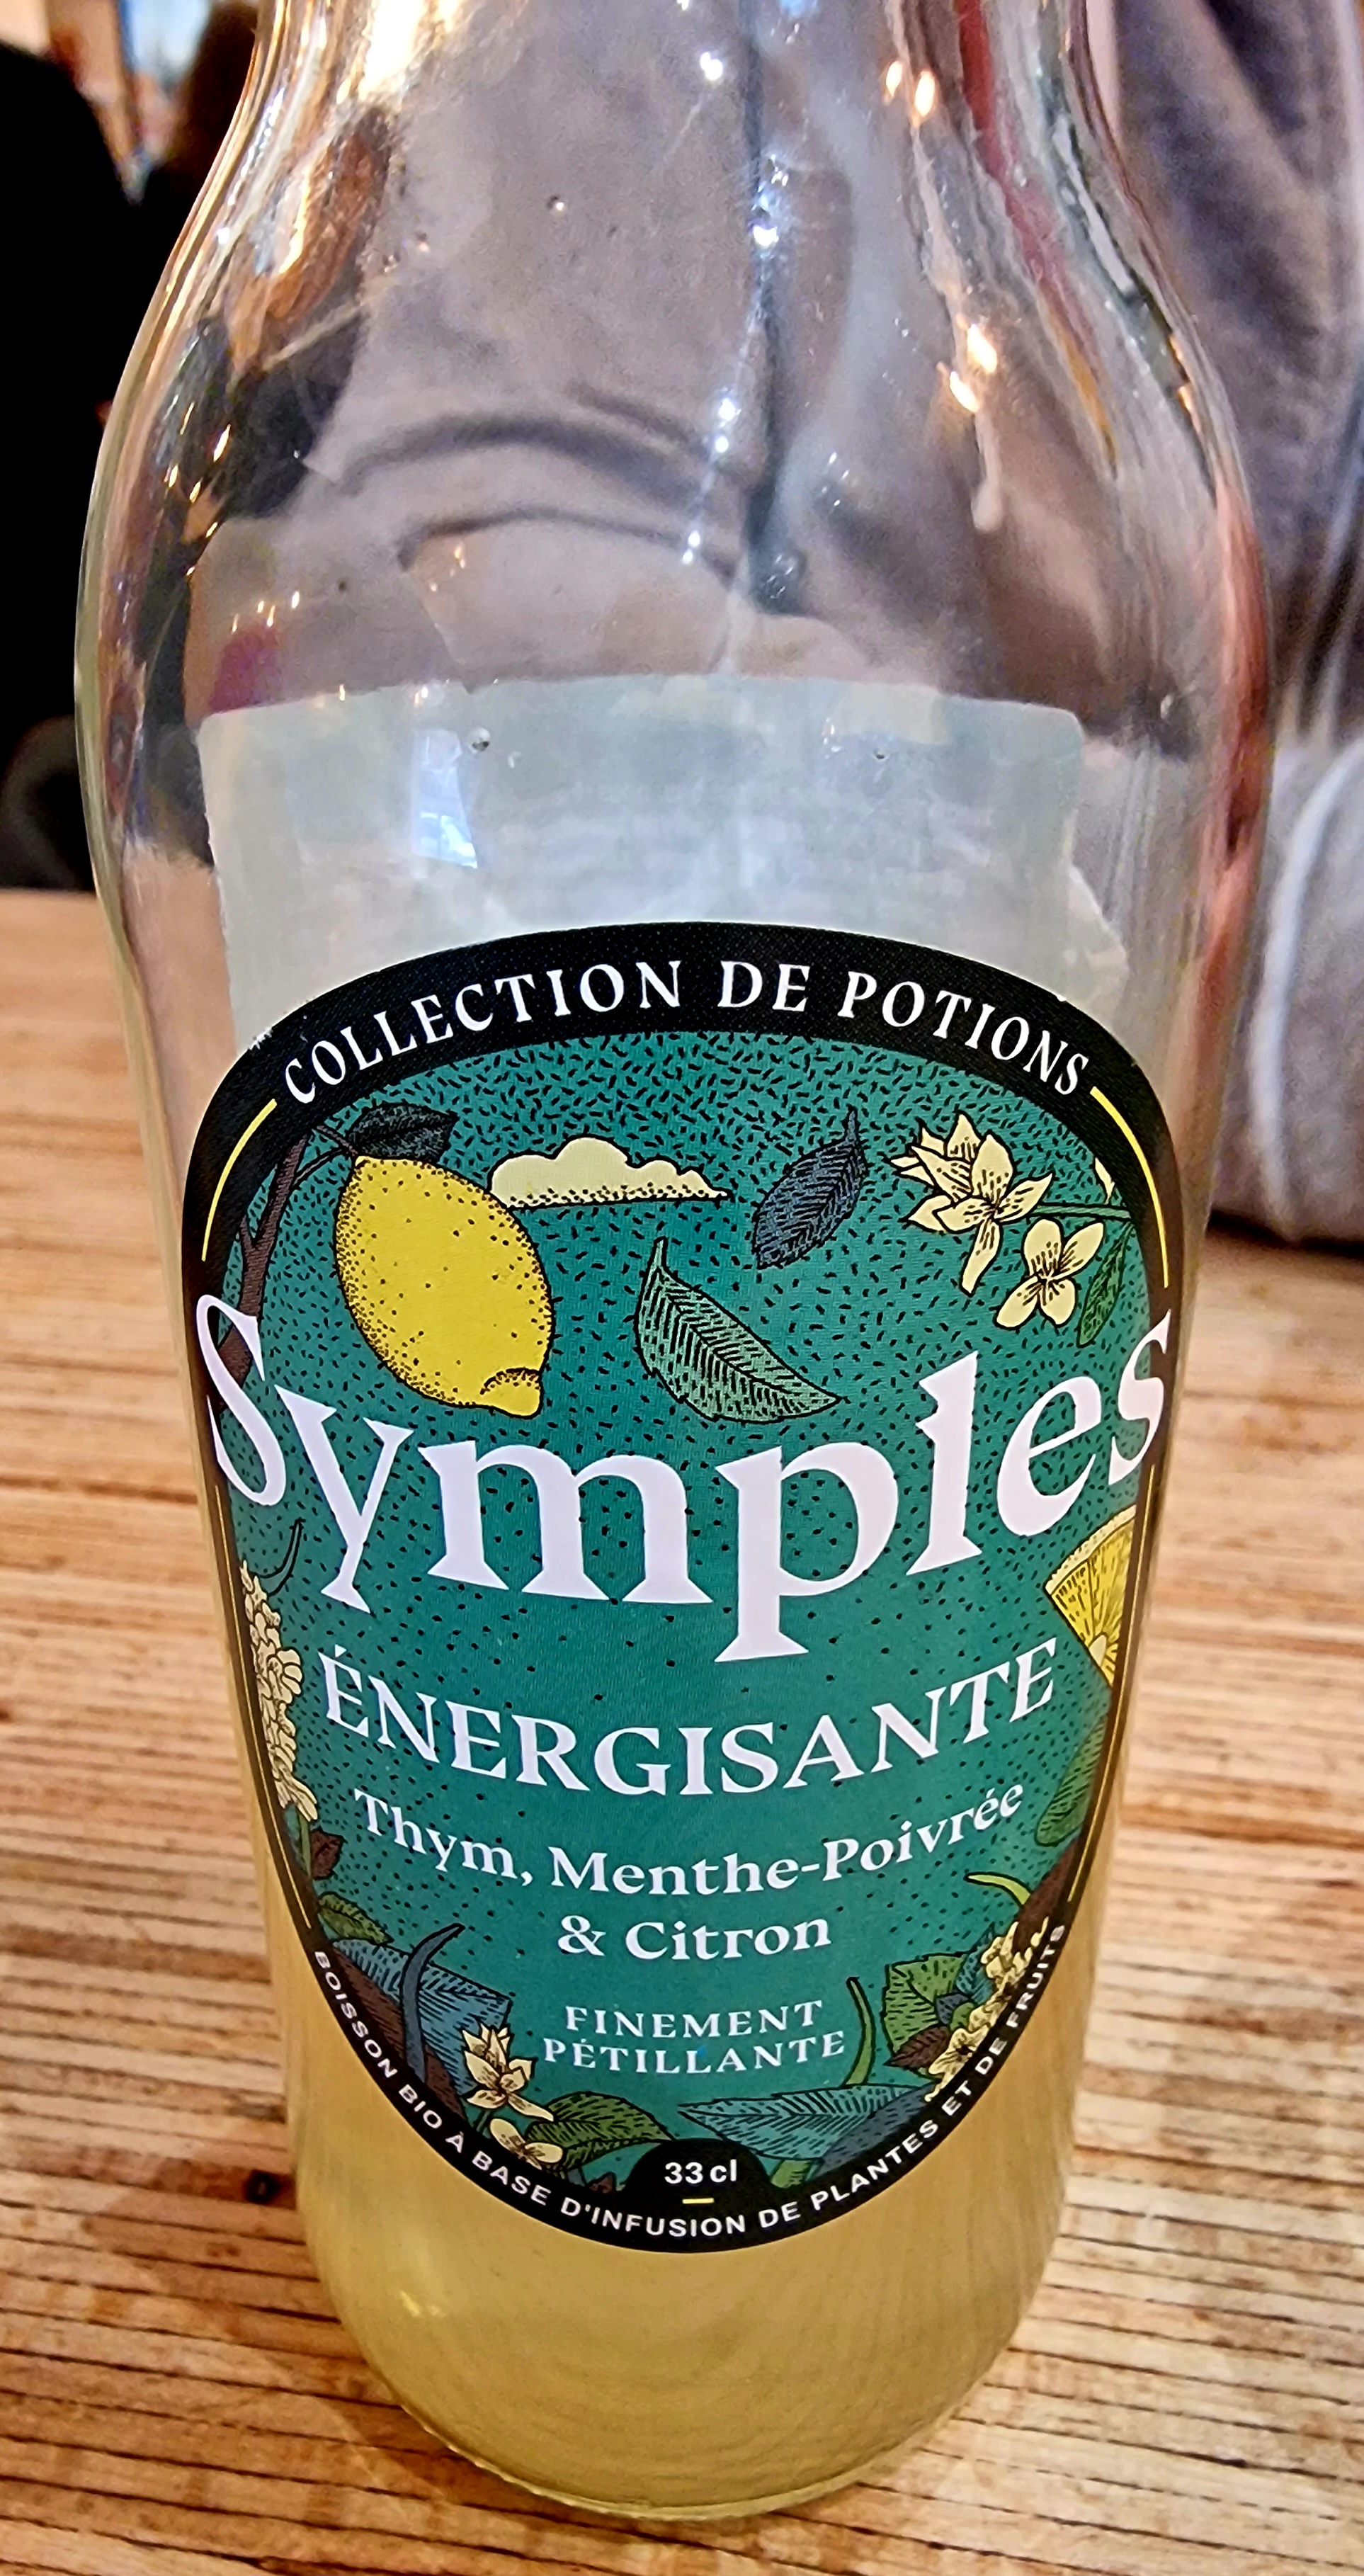 COLLECTION DE POTIONS
Symples
ÉNERGISANTE
Thym, Menthe-Poivrée
& Citron
FINEMENT
PÉTILLANTE
33 cl
BOISSON BIO À BASE D'INFUSION DE PLANTES ET DE FRUITS